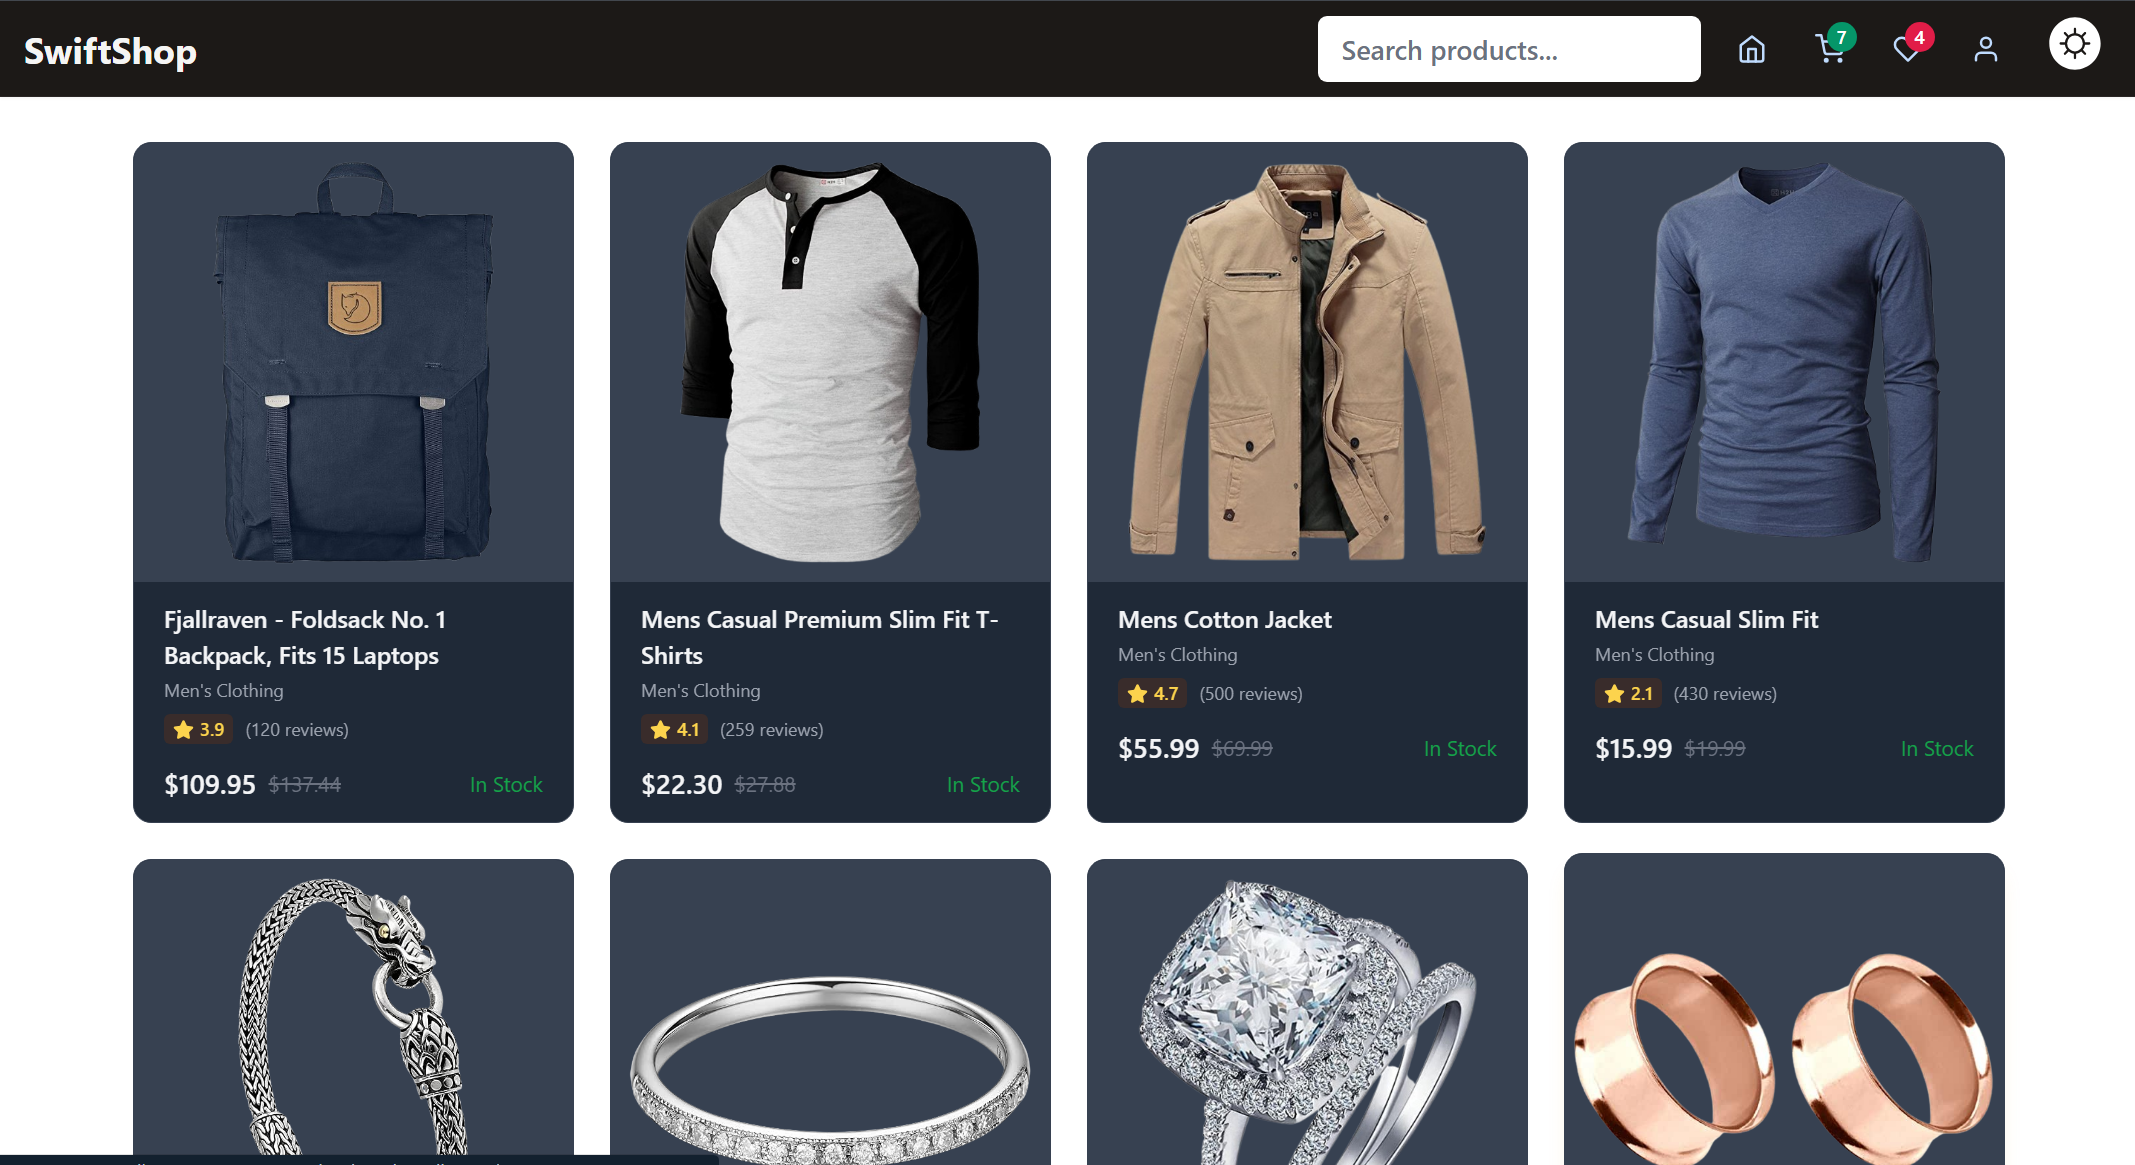 SwiftShop
Search products...
7
4
Fjallraven - Foldsack No. 1
Backpack, Fits 15 Laptops
Men's Clothing
3.9 (120 reviews)
$109.95 $137.44 In Stock
Mens Casual Premium Slim Fit T-
Shirts
Men's Clothing
4.1 (259 reviews)
$22.30 $27.88 In Stock
Mens Cotton Jacket
Men's Clothing
4.7 (500 reviews)
$55.99 $69.99 In Stock
Mens Casual Slim Fit
Men's Clothing
2.1 (430 reviews)
$15.99 $19.99 In Stock